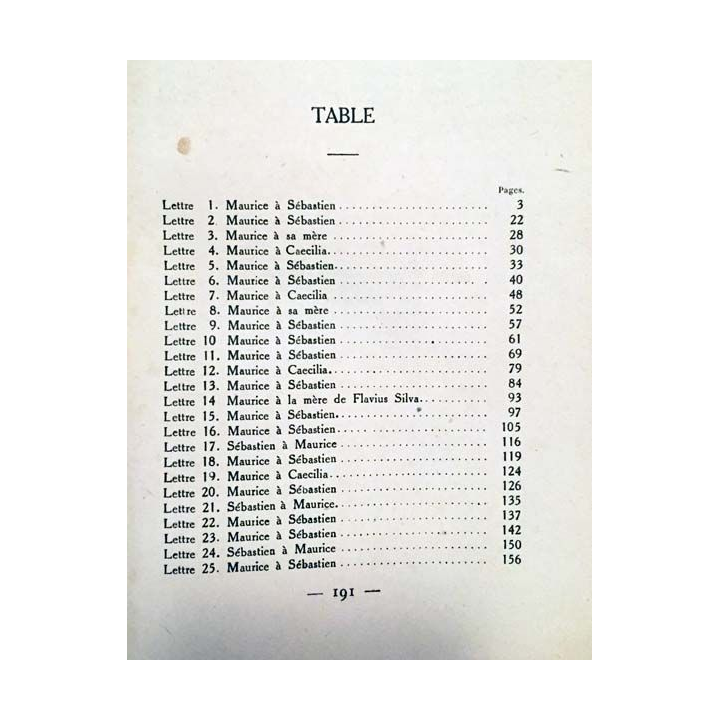 TABLE
Pages.
Lettre 1. Maurice à Sébastien ........................ 3
Lettre 2. Maurice à Sébastien ........................ 22
Lettre 3. Maurice à sa mère ........................ 28
Lettre 4. Maurice à Caecilia. ........................ 30
Lettre 5. Maurice à Sébastien. ........................ 33
Lettre 6. Maurice à Sébastien ........................ 40
Lettre 7. Maurice à Caecilia ........................ 48
Lettre 8. Maurice à sa mère ........................ 52
Lettre 9. Maurice à Sébastien ........................ 57
Lettre 10 Maurice à Sébastien ........................ 61
Lettre 11. Maurice à Sébastien ........................ 69
Lettre 12. Maurice à Caecilia. ........................ 79
Lettre 13. Maurice à Sébastien ........................ 84
Lettre 14 Maurice à la mère de Flavius Silva. .......... 93
Lettre 15. Maurice à Sébastien. ........................ 97
Lettre 16. Maurice à Sébastien ........................ 105
Lettre 17. Sébastien à Maurice ........................ 116
Lettre 18. Maurice à Sébastien ........................ 119
Lettre 19. Maurice à Caecilia. ........................ 124
Lettre 20. Maurice à Sébastien ........................ 126
Lettre 21. Sébastien à Maurice. ........................ 135
Lettre 22. Maurice à Sébastien ........................ 137
Lettre 23. Maurice à Sébastien ........................ 142
Lettre 24. Sébastien à Maurice ........................ 150
Lettre 25. Maurice à Sébastien ........................ 156
— 191 —